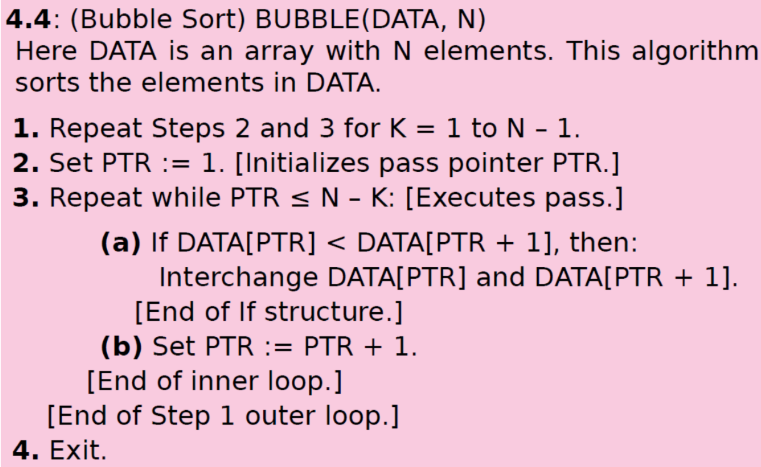 4.4: (Bubble Sort) BUBBLE(DATA, N)
Here DATA is an array with N elements. This algorithm
sorts the elements in DATA.
1. Repeat Steps 2 and 3 for K = 1 to N – 1.
2. Set PTR := 1. [Initializes pass pointer PTR.]
3. Repeat while PTR ≤ N – K: [Executes pass.]
(a) If DATA[PTR] < DATA[PTR + 1], then:
Interchange DATA[PTR] and DATA[PTR + 1].
[End of If structure.]
(b) Set PTR := PTR + 1.
[End of inner loop.]
[End of Step 1 outer loop.]
4. Exit.